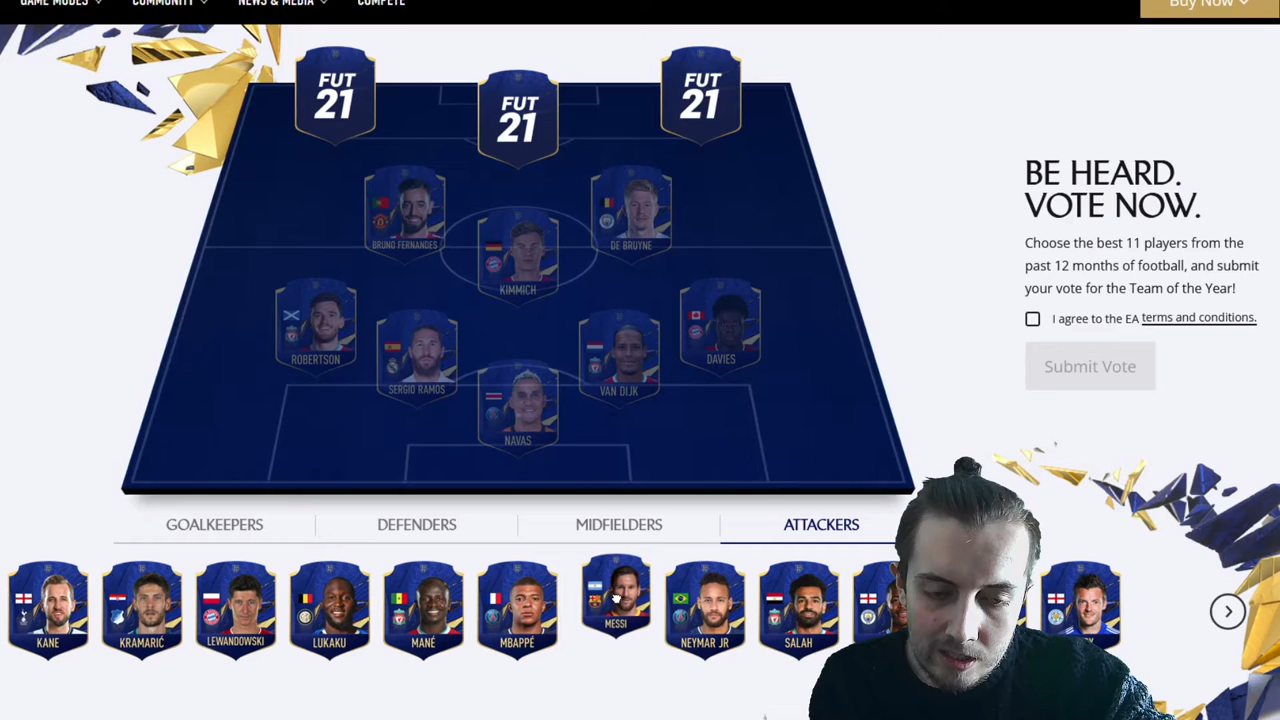 GAME MODES
COMMUNITY
NEWS & MEDIA
COMPETE
Buy Now
FUT
21
FUT
21
FUT
21
BRUNO FERNANDES
DE BRUYNE
KIMMICH
ROBERTSON
SERGIO RAMOS
VAN DIJK
DAVIES
NAVAS
BE HEARD.
VOTE NOW.
Choose the best 11 players from the
past 12 months of football, and submit
your vote for the Team of the Year!
I agree to the EA terms and conditions.
Submit Vote
GOALKEEPERS
DEFENDERS
MIDFIELDERS
ATTACKERS
KANE
KRAMARIĆ
LEWANDOWSKI
LUKAKU
MANÉ
MBAPPÉ
MESSI
NEYMAR JR
SALAH